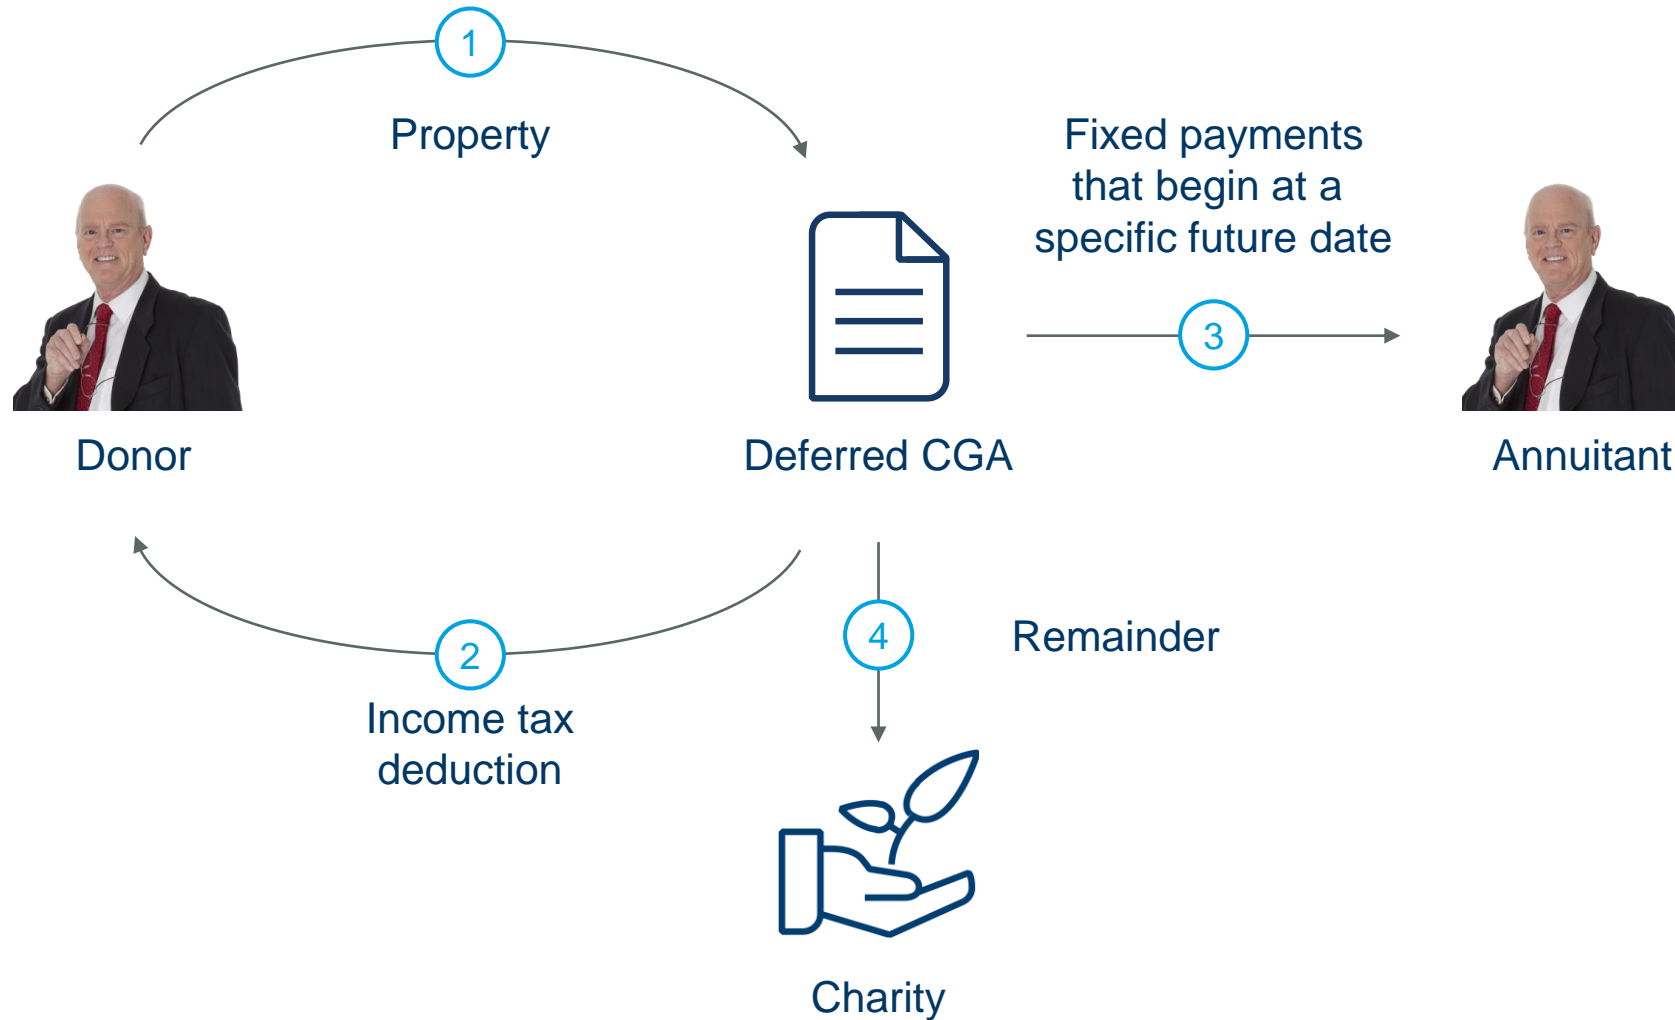 1
Property
Fixed payments
that begin at a
specific future date
3
Donor
Deferred CGA
Annuitant
2
Income tax
deduction
4
Remainder
Charity